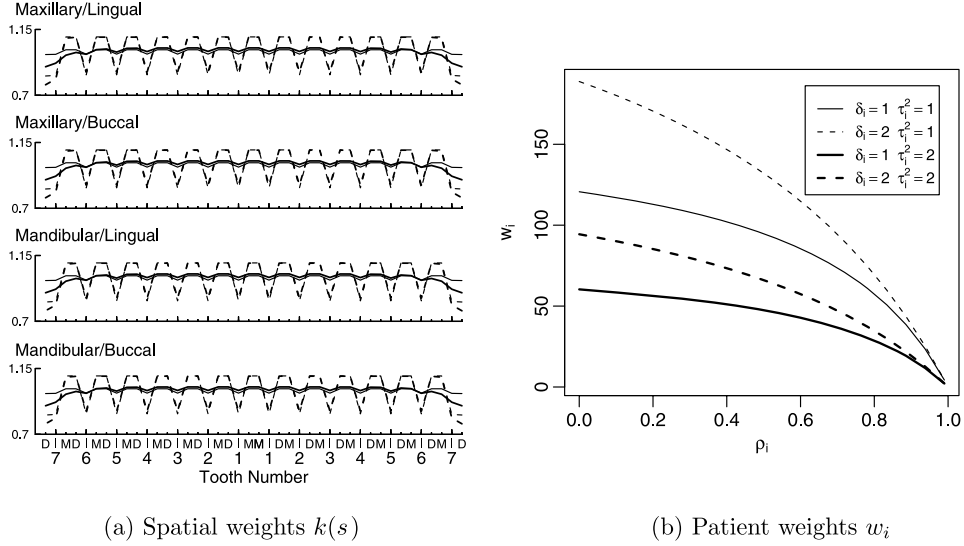 Maxillary/Lingual
1.15
0.7
Maxillary/Buccal
1.15
0.7
Mandibular/Lingual
1.15
0.7
Mandibular/Buccal
1.15
0.7
D MD MD MD MD MD MD MM DM DM DM DM DM DM D
7 6 5 4 3 2 1 1 2 3 4 5 6 7
Tooth Number
(a) Spatial weights k(s)
δᵢ = 1 τᵢ² = 1
δᵢ = 2 τᵢ² = 1
δᵢ = 1 τᵢ² = 2
δᵢ = 2 τᵢ² = 2
wᵢ
150
100
50
0
0.0 0.2 0.4 0.6 0.8 1.0
ρᵢ
(b) Patient weights wᵢ